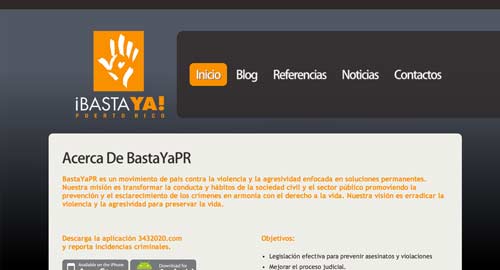 Inicio Blog Referencias Noticias Contactos
¡BASTAYA!
PUERTO RICO
Acerca De BastaYaPR
BastaYaPR es un movimiento de país contra la violencia y la agresividad enfocada en soluciones permanentes.
Nuestra misión es transformar la conducta y hábitos de la sociedad civil y el sector público promoviendo la
prevención y el esclarecimiento de los crimenes en armonia con el derecho a la vida. Nuestra visión es erradicar la
violencia y la agresividad para preservar la vida.
Descarga la aplicación 3432020.com
y reporta incidencias criminales.
Available on the iPhone
Download for
Objetivos:
• Legislación efectiva para prevenir asesinatos y violaciones
• Mejorar el proceso judicial.